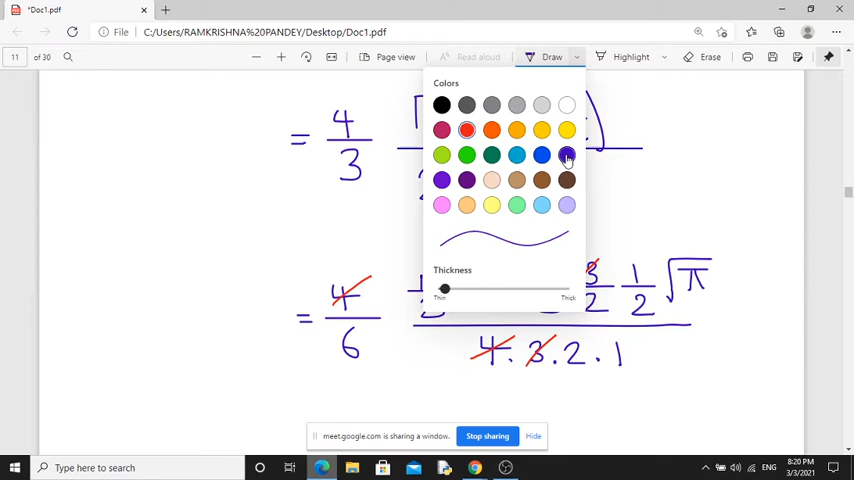 *Doc1.pdf
File C:/Users/RAMKRISHNA%20PANDEY/Desktop/Doc1.pdf
11 of 30 Page view Read aloud Draw Highlight Erase
Colors
= 4/3
Thickness
Thin Thick
= 4/6 3/2 1/2 √π
4 . 3 . 2 . 1
meet.google.com is sharing a window. Stop sharing Hide
Type here to search
ENG
8:20 PM
3/3/2021